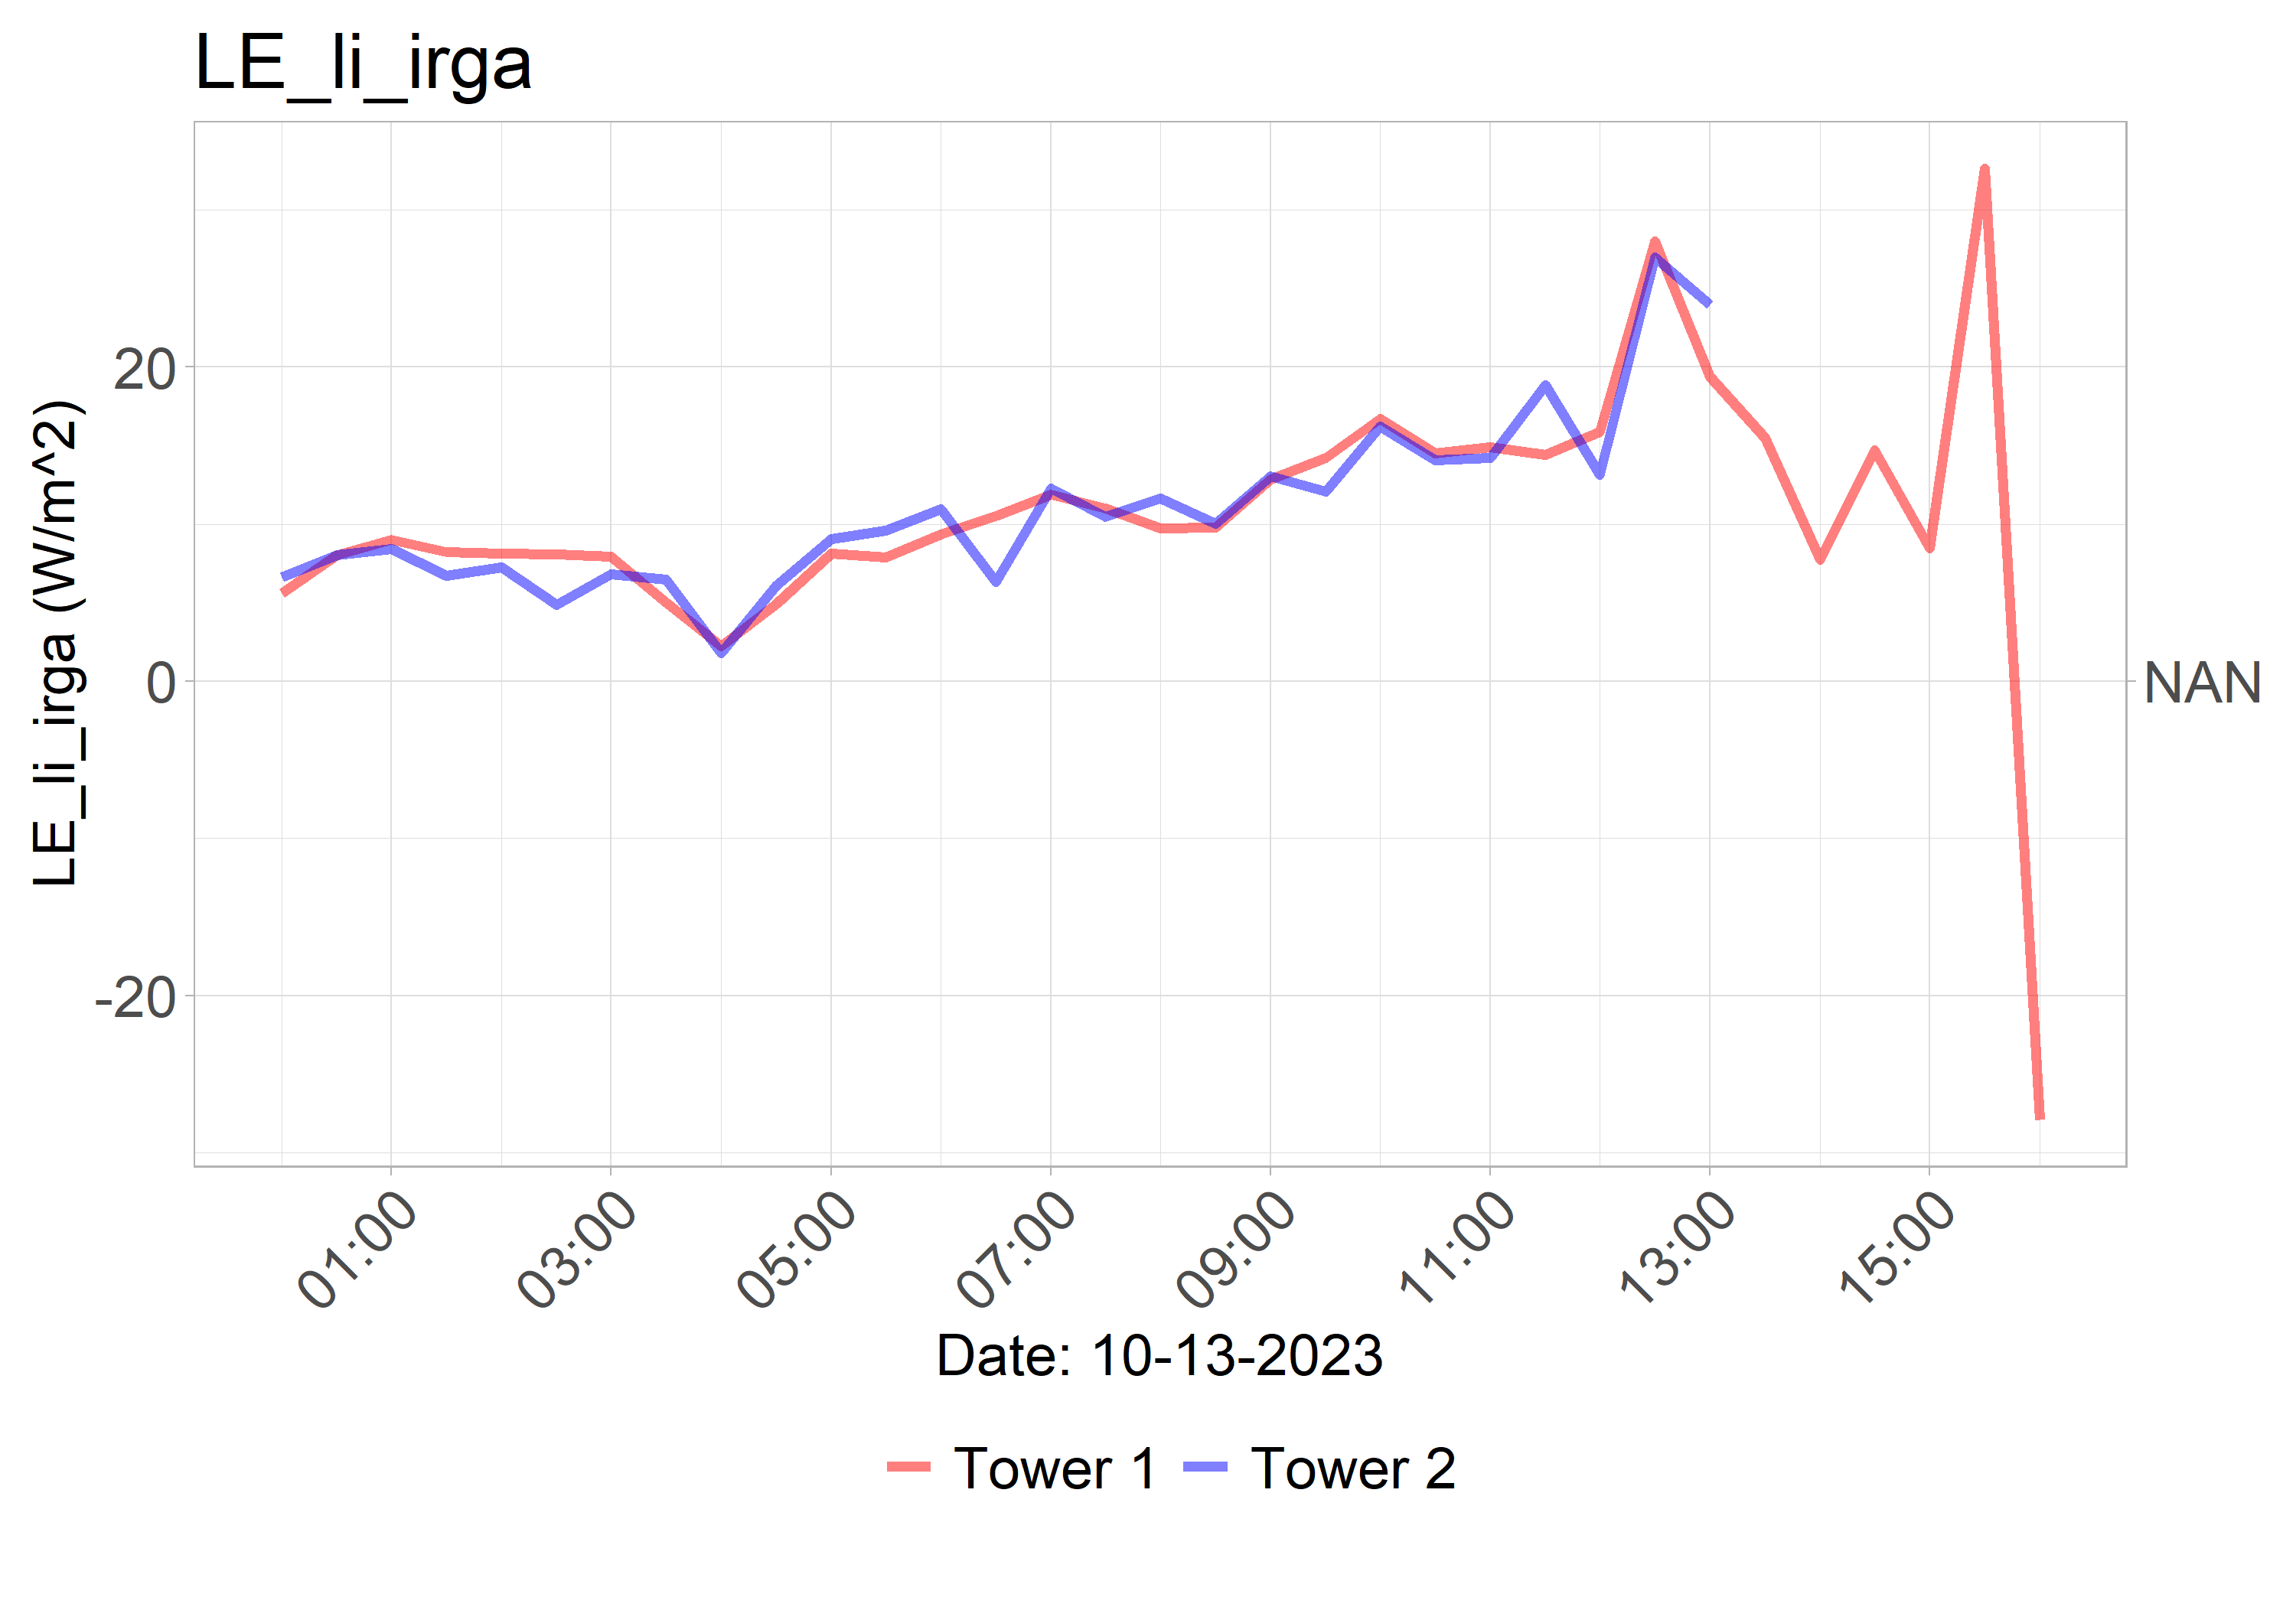 LE_li_irga
LE_li_irga (W/m^2)
20
0
-20
NAN
01:00
03:00
05:00
07:00
09:00
11:00
13:00
15:00
Date: 10-13-2023
Tower 1
Tower 2